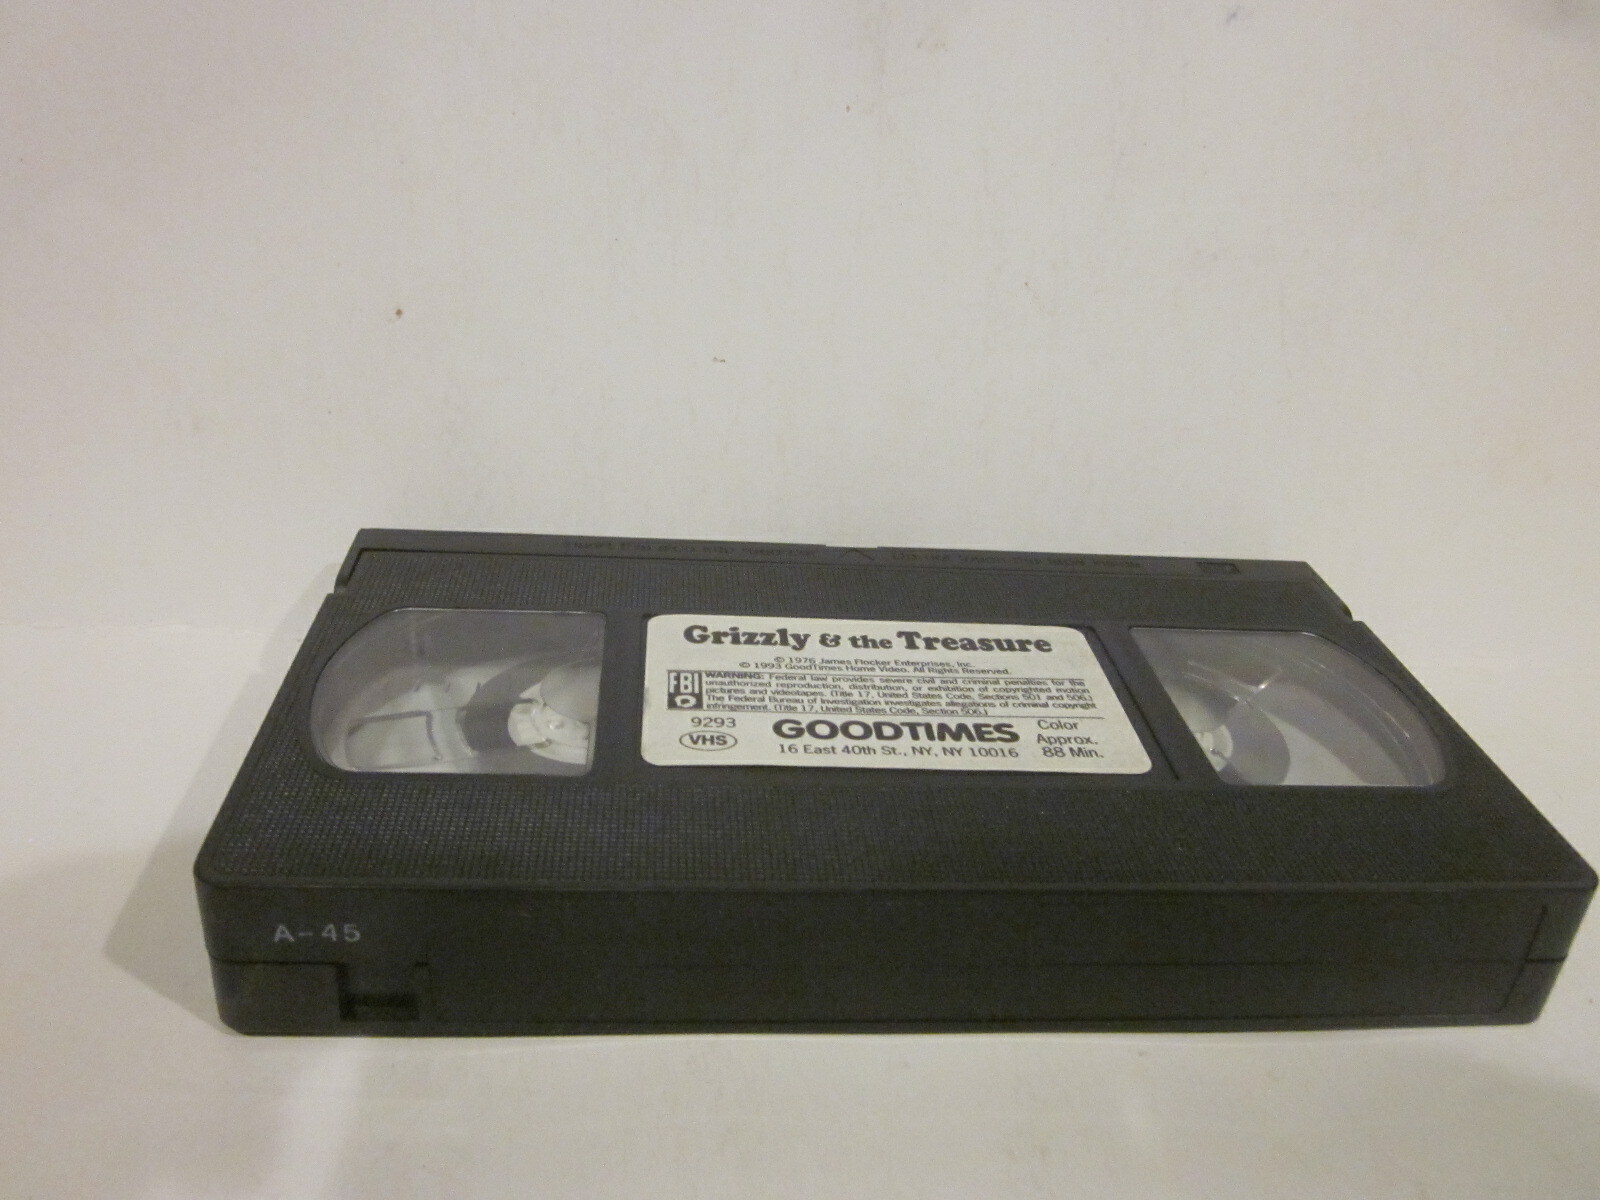 Grizzly & the Treasure
© 1976 James Flocker Enterprises, Inc.
© 1993 GoodTimes Home Video. All Rights Reserved.
FBI
WARNING: Federal law provides severe civil and criminal penalties for the
unauthorized reproduction, distribution, or exhibition of copyrighted motion
pictures and videotapes. (Title 17, United States Code, Sections 501 and 506.)
The Federal Bureau of Investigation investigates allegations of criminal copyright
infringement. (Title 17, United States Code, Section 506.)
9293
VHS
GOODTIMES
16 East 40th St., NY, NY 10016
Color
Approx.
88 Min.
A-45